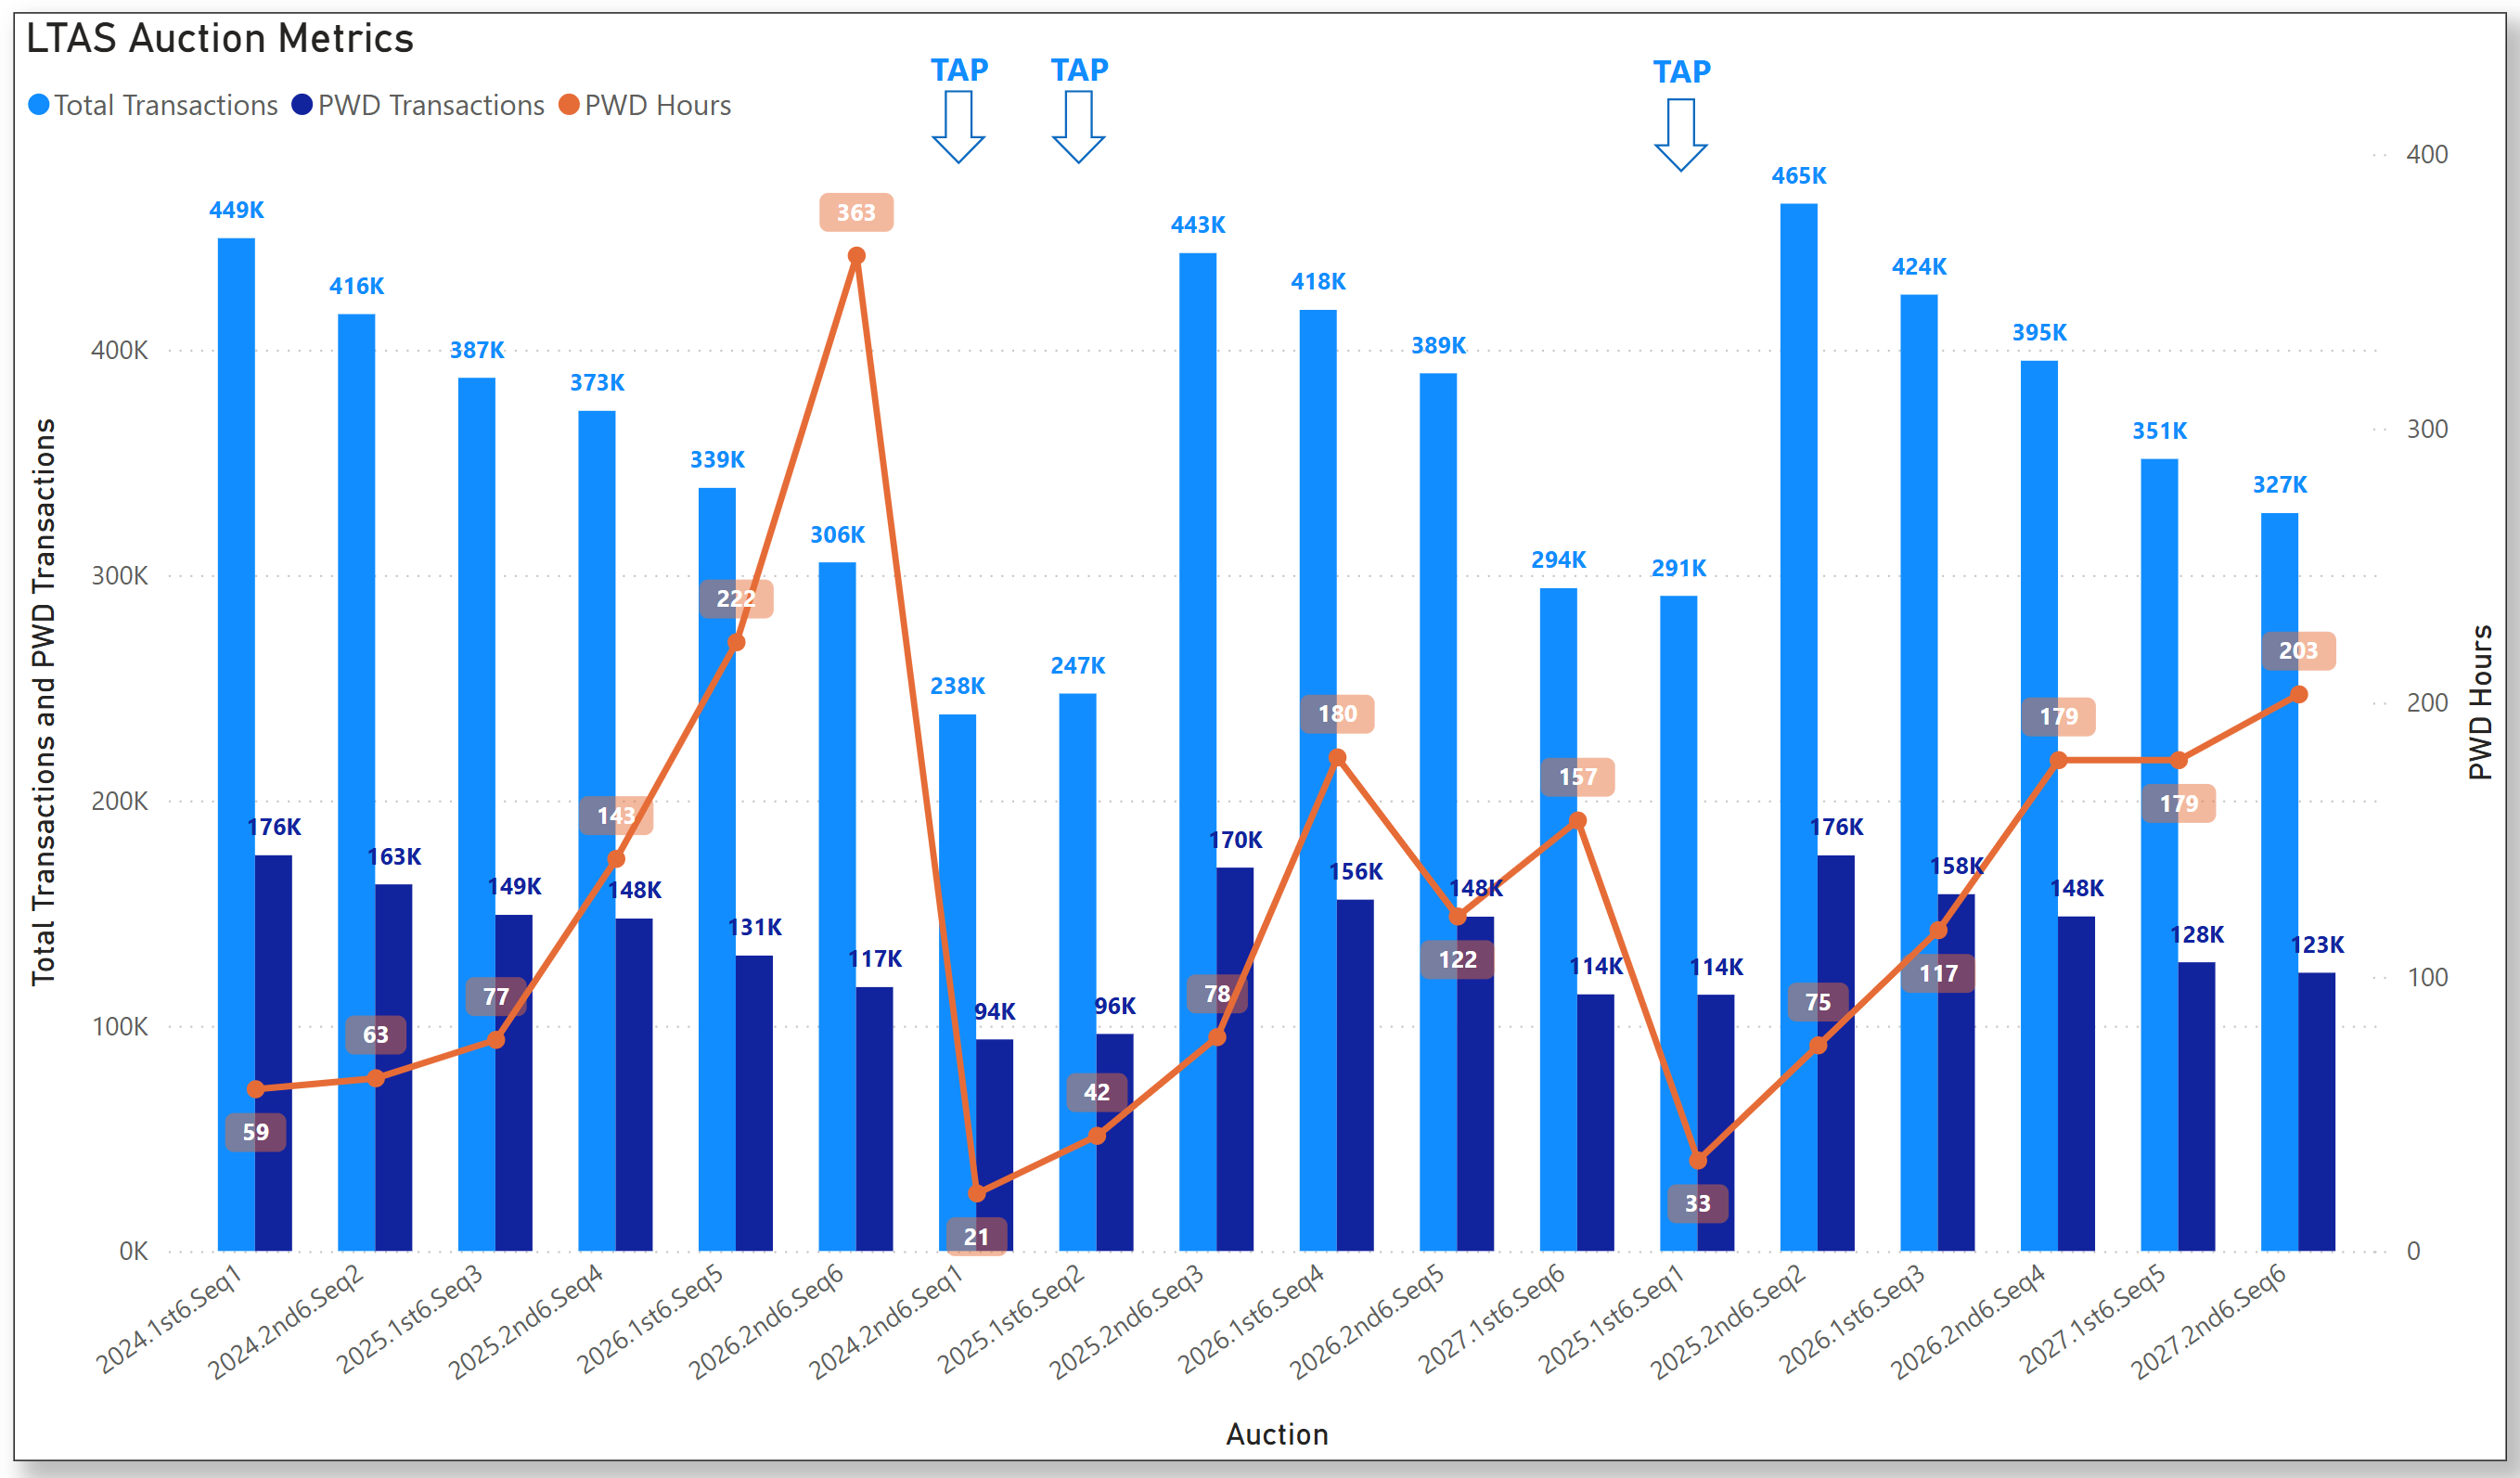 LTAS Auction Metrics
Total Transactions PWD Transactions PWD Hours
TAP TAP TAP
Total Transactions and PWD Transactions
400K
300K
200K
100K
0K
449K 416K 387K 373K 339K 306K 238K 247K 443K 418K 389K 294K 291K 465K 424K 395K 351K 327K
176K 163K 149K 148K 131K 117K 94K 96K 170K 156K 148K 114K 114K 176K 158K 148K 128K 123K
59 63 77 143 222 363 21 42 78 180 122 157 33 75 117 179 179 203
400
300
200
100
0
PWD Hours
2024.1st6.Seq1
2024.2nd6.Seq2
2025.1st6.Seq3
2025.2nd6.Seq4
2026.1st6.Seq5
2026.2nd6.Seq6
2024.2nd6.Seq1
2025.1st6.Seq2
2025.2nd6.Seq3
2026.1st6.Seq4
2026.2nd6.Seq5
2027.1st6.Seq6
2025.1st6.Seq1
2025.2nd6.Seq2
2026.1st6.Seq3
2026.2nd6.Seq4
2027.1st6.Seq5
2027.2nd6.Seq6
Auction